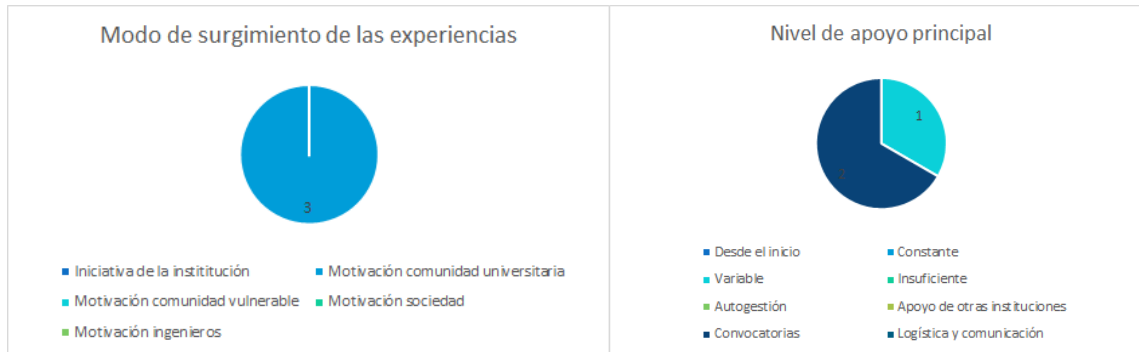 Modo de surgimiento de las experiencias
3
Iniciativa de la instititución
Motivación comunidad universitaria
Motivación comunidad vulnerable
Motivación sociedad
Motivación ingenieros
Nivel de apoyo principal
1
2
Desde el inicio
Constante
Variable
Insuficiente
Autogestión
Apoyo de otras instituciones
Convocatorias
Logística y comunicación